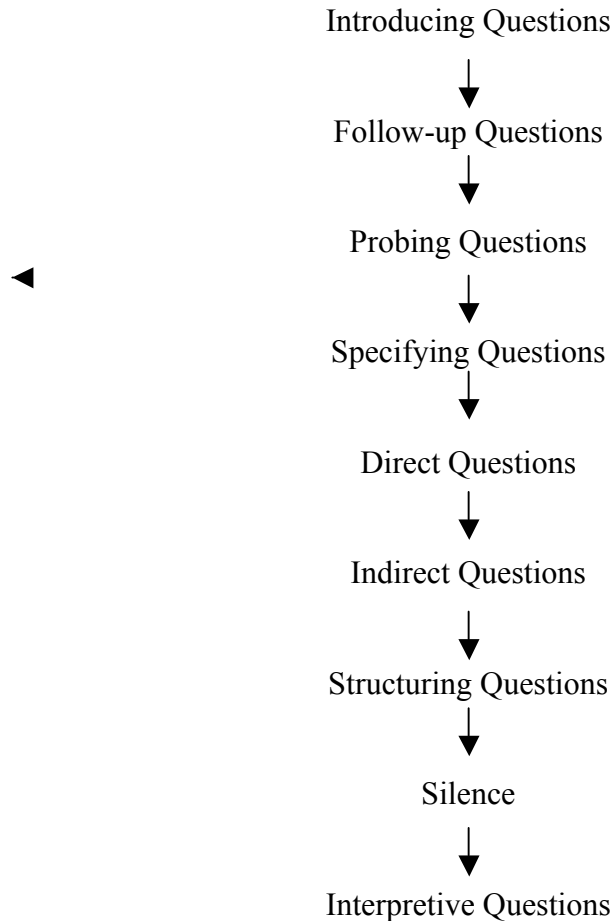 Introducing Questions
Follow-up Questions
Probing Questions
Specifying Questions
Direct Questions
Indirect Questions
Structuring Questions
Silence
Interpretive Questions